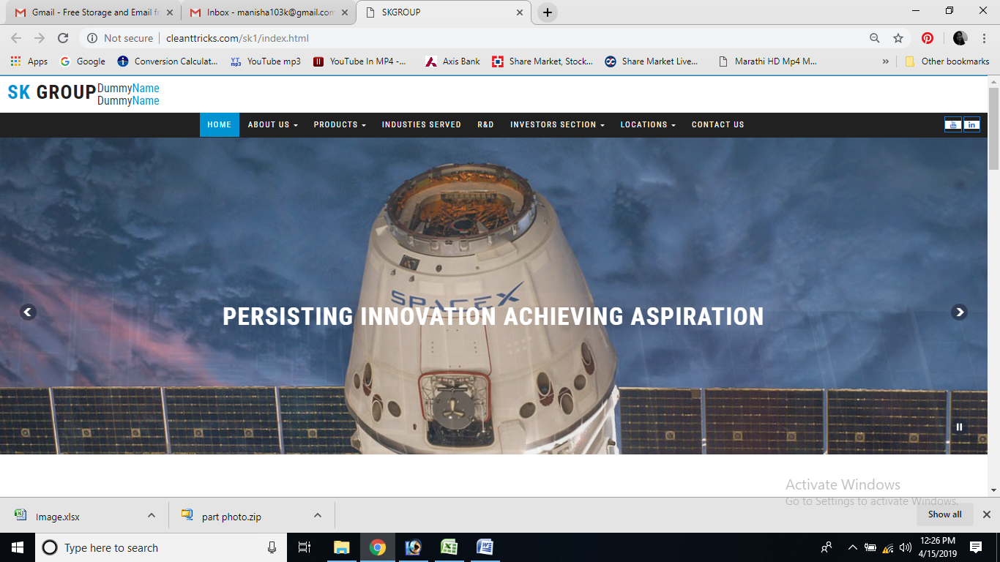 Gmail - Free Storage and Email fr
Inbox - manisha103k@gmail.com
SKGROUP
Not secure
cleanttricks.com/sk1/index.html
Apps
Google
Conversion Calculat...
YT mp3
YouTube mp3
YouTube In MP4 -...
Axis Bank
Share Market, Stock...
Share Market Live...
Marathi HD Mp4 M...
»
Other bookmarks
SK GROUP
DummyName
DummyName
HOME
ABOUT US
PRODUCTS
INDUSTIES SERVED
R&D
INVESTORS SECTION
LOCATIONS
CONTACT US
You
in
SPACEX
PERSISTING INNOVATION ACHIEVING ASPIRATION
Activate Windows
Go to Settings to activate Windows.
Image.xlsx
part photo.zip
Show all
Type here to search
12:26 PM
4/15/2019